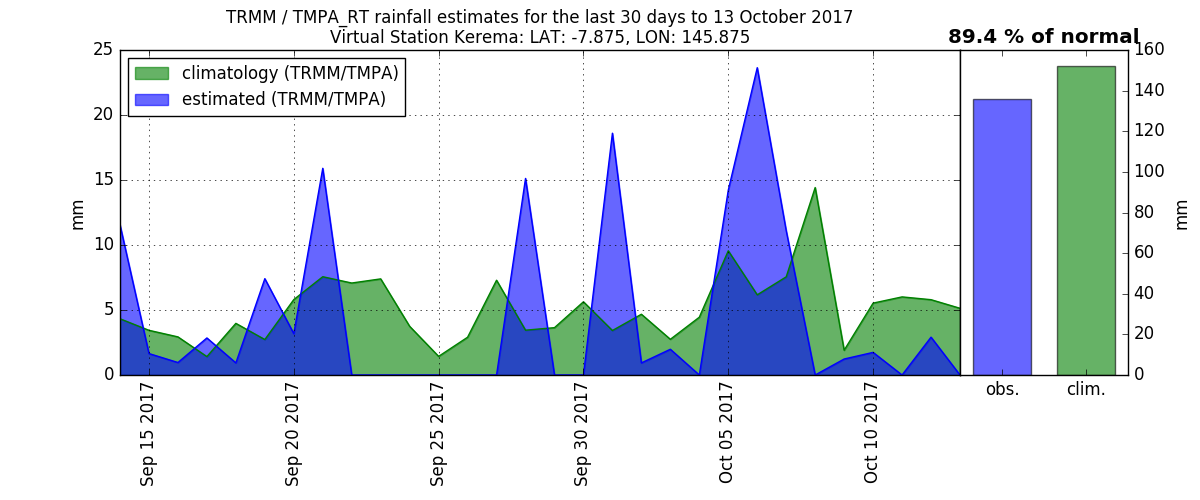 TRMM / TMPA_RT rainfall estimates for the last 30 days to 13 October 2017
Virtual Station Kerema: LAT: -7.875, LON: 145.875
89.4 % of normal
climatology (TRMM/TMPA)
estimated (TRMM/TMPA)
25
20
15
10
5
0
mm
Sep 15 2017
Sep 20 2017
Sep 25 2017
Sep 30 2017
Oct 05 2017
Oct 10 2017
160
140
120
100
80
60
40
20
0
mm
obs.
clim.